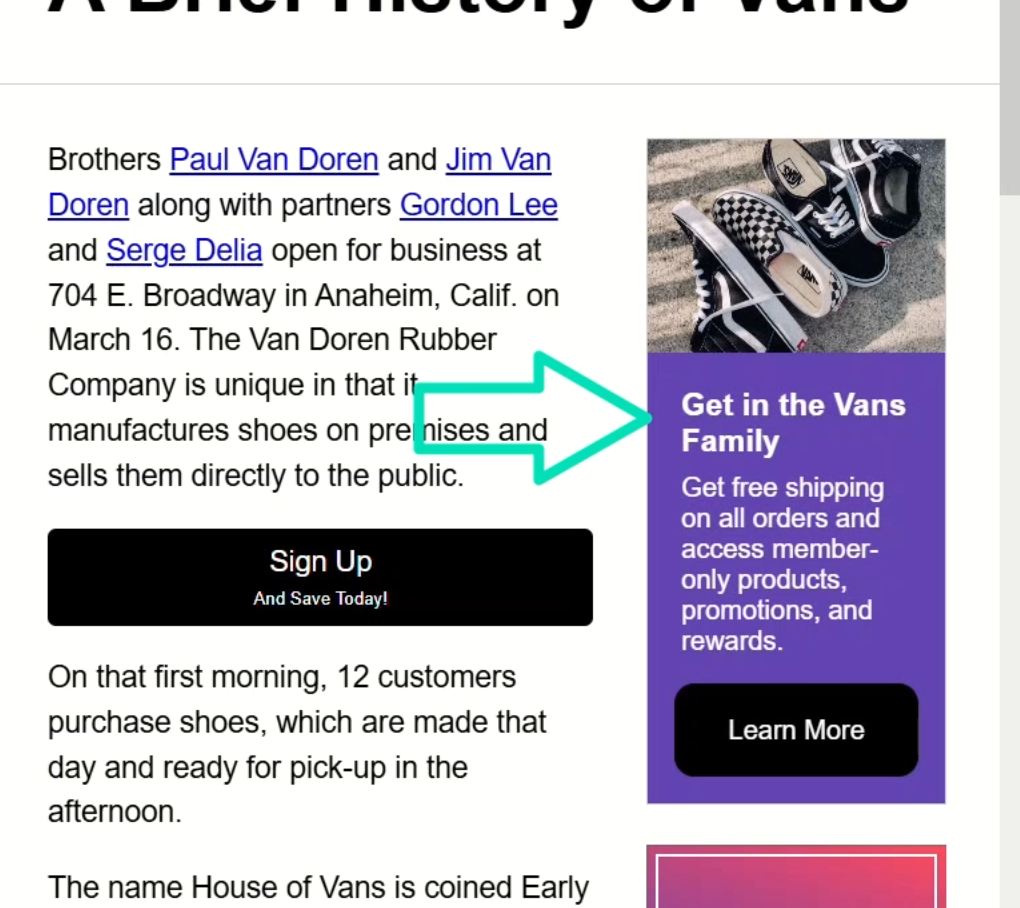 A Brief History of Vans
Brothers Paul Van Doren and Jim Van
Doren along with partners Gordon Lee
and Serge Delia open for business at
704 E. Broadway in Anaheim, Calif. on
March 16. The Van Doren Rubber
Company is unique in that it
manufactures shoes on premises and
sells them directly to the public.
Sign Up
And Save Today!
On that first morning, 12 customers
purchase shoes, which are made that
day and ready for pick-up in the
afternoon.
The name House of Vans is coined Early
VANS
VANS
Get in the Vans
Family
Get free shipping
on all orders and
access member-
only products,
promotions, and
rewards.
Learn More